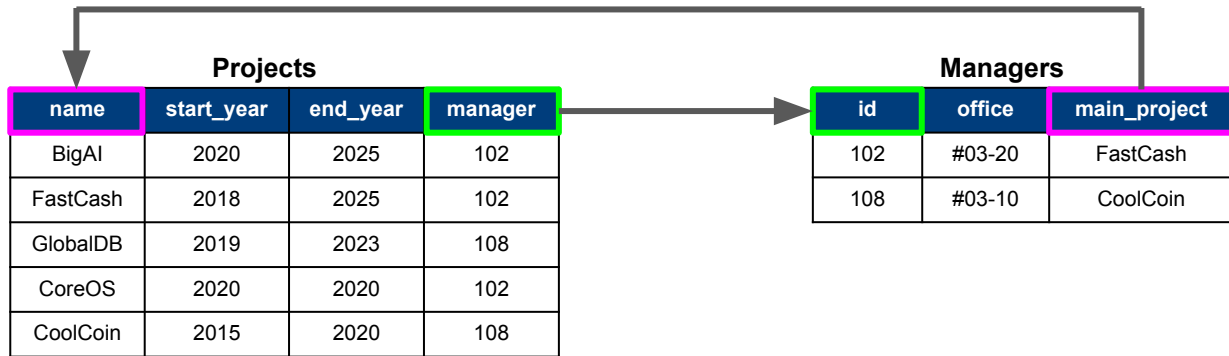 Projects
name start_year end_year manager
BigAI 2020 2025 102
FastCash 2018 2025 102
GlobalDB 2019 2023 108
CoreOS 2020 2020 102
CoolCoin 2015 2020 108
Managers
id office main_project
102 #03-20 FastCash
108 #03-10 CoolCoin